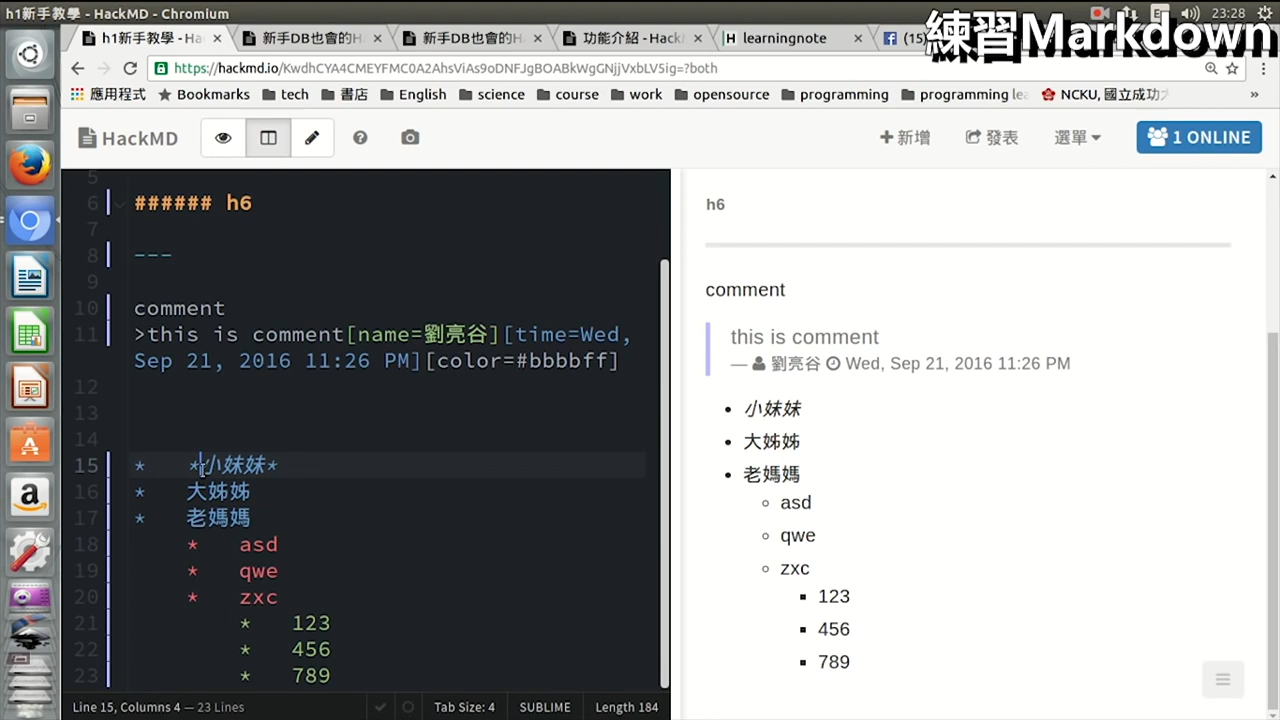 h1新手教學 - HackMD - Chromium
23:28
練習Markdown
h1新手教學 - Ha
新手DB也會的H
新手DB也會的H
功能介紹 - Hack
learningnote
(15)
https://hackmd.io/KwdhCYA4CMEYFMC0A2AhsViAs9oDNFJgBOABkWgGNjjVxbLV5ig=?both
應用程式
Bookmarks
tech
書店
English
science
course
work
opensource
programming
programming lea
NCKU, 國立成功大
»
HackMD
新增
發表
選單
1 ONLINE
5
6 ###### h6
7
8 ---
9
10 comment
11 >this is comment[name=劉亮谷][time=Wed,
Sep 21, 2016 11:26 PM][color=#bbbbff]
12
13
14
15 * *小妹妹*
16 * 大姊姊
17 * 老媽媽
18 * asd
19 * qwe
20 * zxc
21 * 123
22 * 456
23 * 789
Line 15, Columns 4 — 23 Lines
Tab Size: 4
SUBLIME
Length 184
h6
comment
this is comment
— 劉亮谷 Wed, Sep 21, 2016 11:26 PM
• 小妹妹
• 大姊姊
• 老媽媽
◦ asd
◦ qwe
◦ zxc
▪ 123
▪ 456
▪ 789